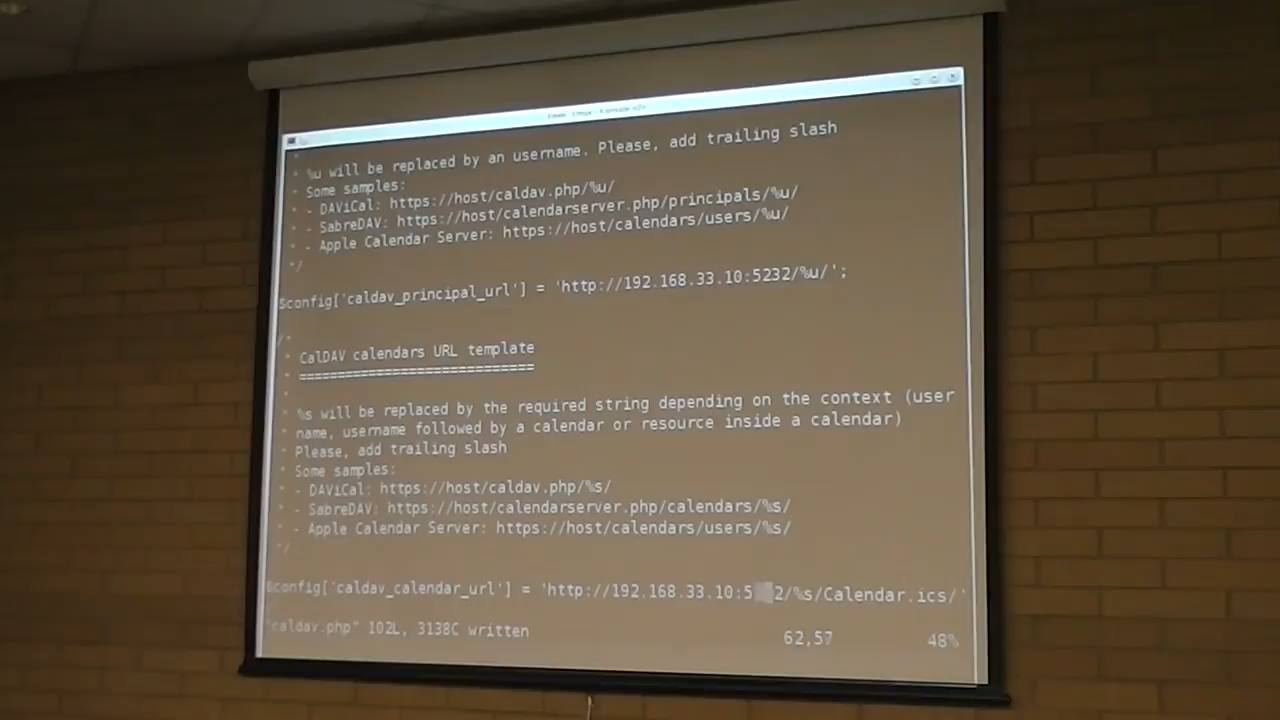 * %u will be replaced by an username. Please, add trailing slash
* Some samples:
* - DAViCal: https://host/caldav.php/%u/
* - SabreDAV: https://host/calendarserver.php/principals/%u/
* - Apple Calendar Server: https://host/calendars/users/%u/
*/
$config['caldav_principal_url'] = 'http://192.168.33.10:5232/%u/';
/*
* CalDAV calendars URL template
* =============================
*
* %s will be replaced by the required string depending on the context (user
* name, username followed by a calendar or resource inside a calendar)
* Please, add trailing slash
* Some samples:
* - DAViCal: https://host/caldav.php/%s/
* - SabreDAV: https://host/calendarserver.php/calendars/%s/
* - Apple Calendar Server: https://host/calendars/users/%s/
*/
$config['caldav_calendar_url'] = 'http://192.168.33.10:5 2/%s/Calendar.ics/'
"caldav.php" 102L, 3138C written 62,57 48%